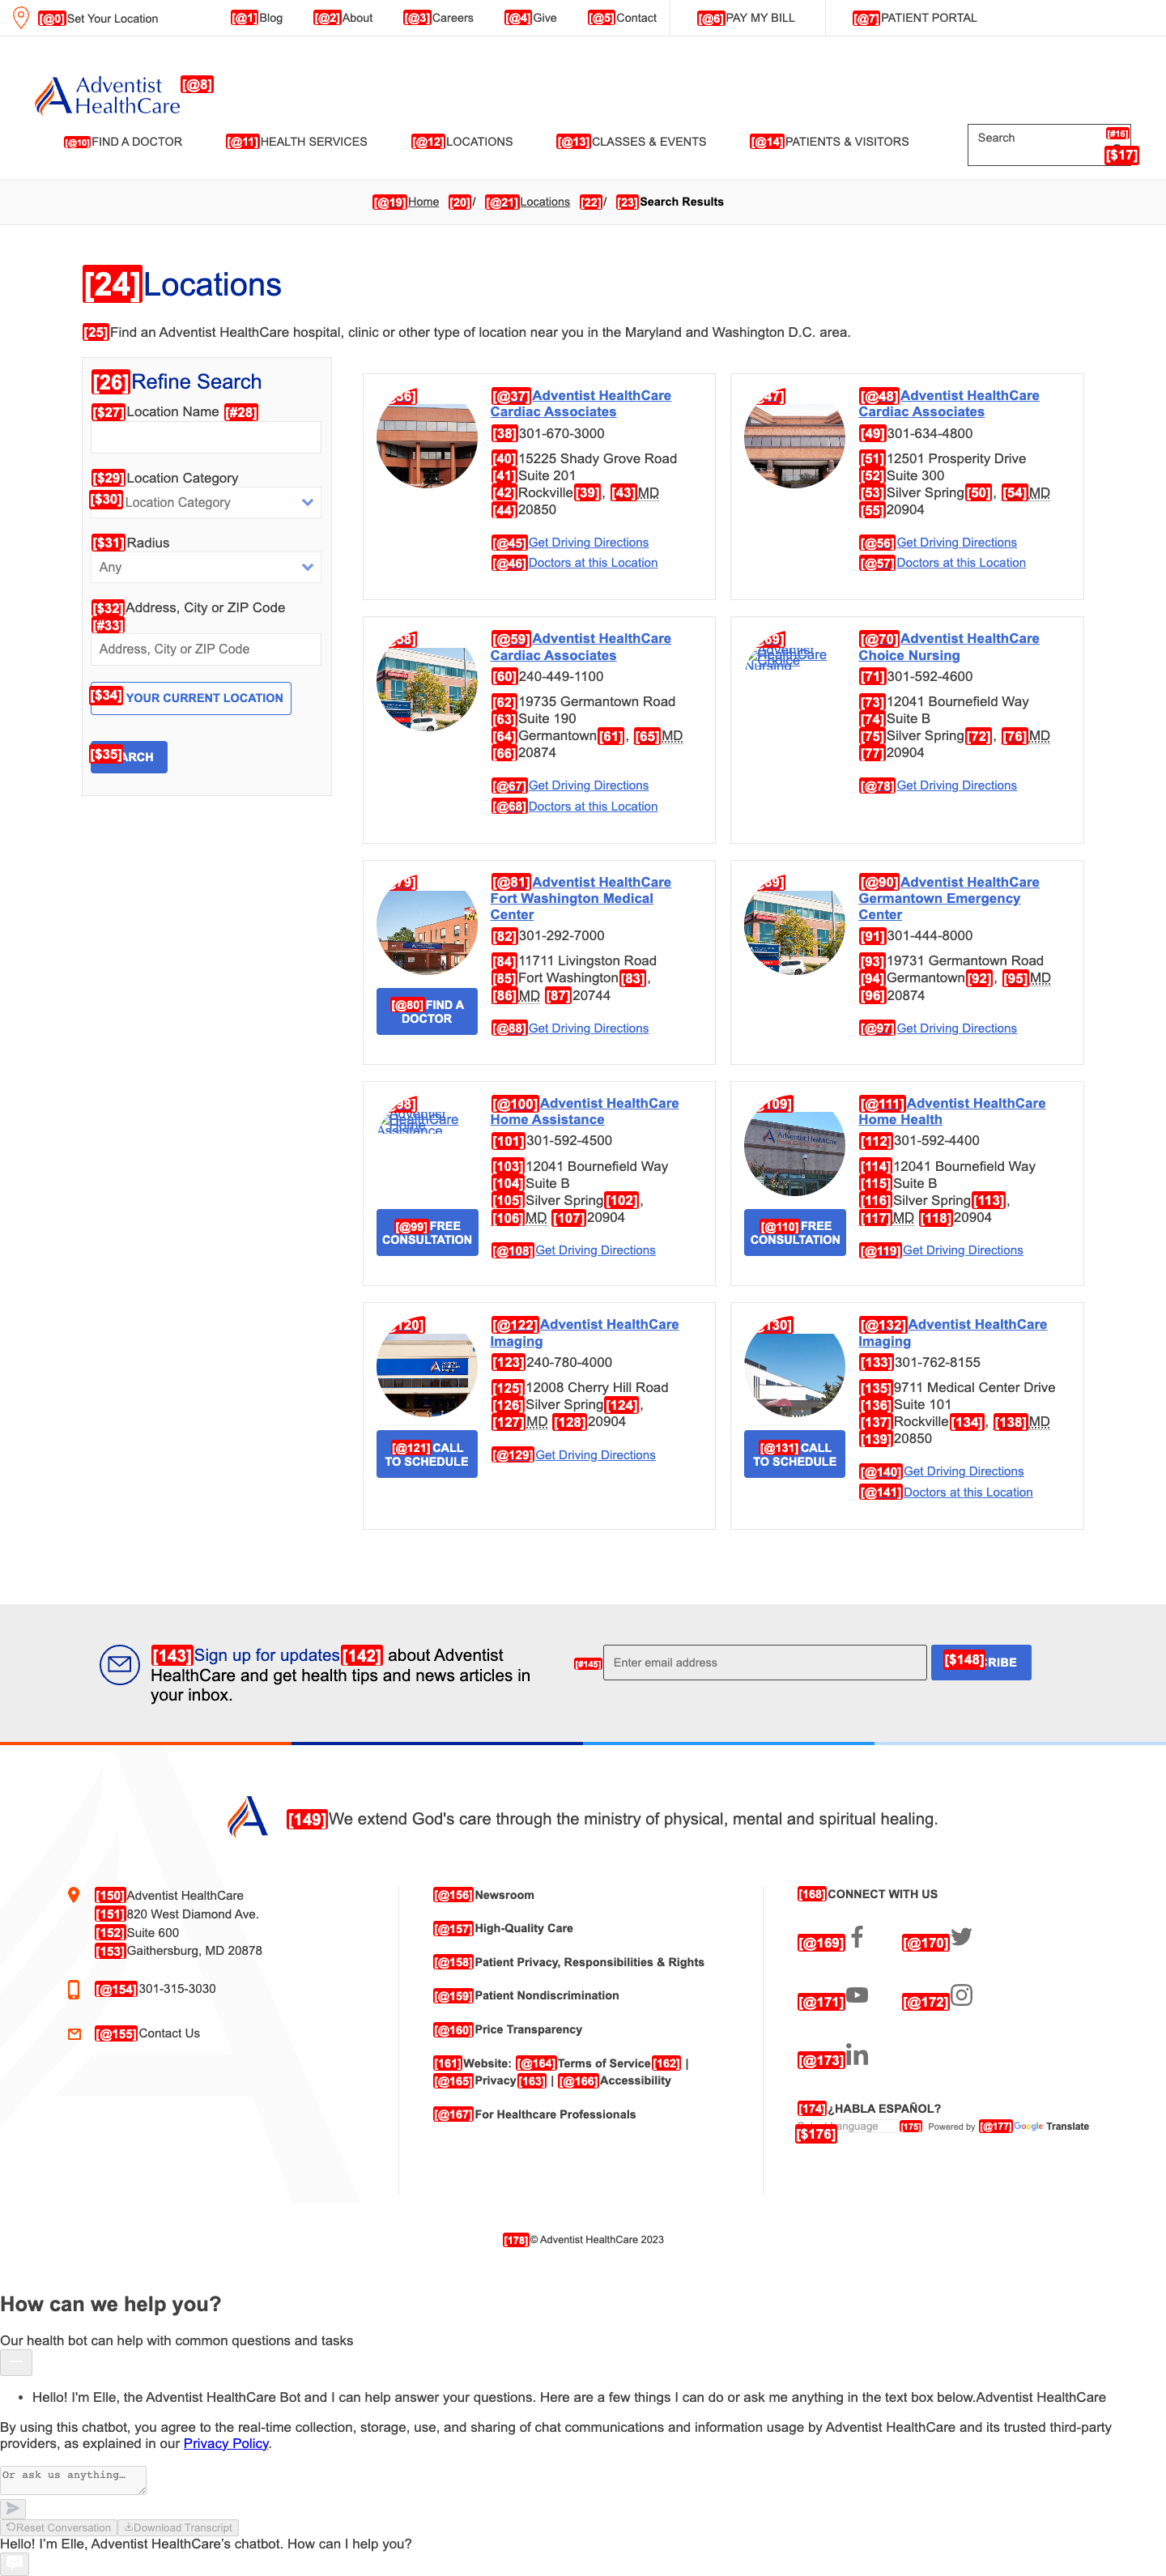 [@0]Set Your Location [@1]Blog [@2]About [@3]Careers [@4]Give [@5]Contact [@6]PAY MY BILL [@7]PATIENT PORTAL
Adventist HealthCare [@8]
[@10]FIND A DOCTOR [@11]HEALTH SERVICES [@12]LOCATIONS [@13]CLASSES & EVENTS [@14]PATIENTS & VISITORS Search [#16] [$17]
[@19]Home [20]/ [@21]Locations [22]/ [23]Search Results
[24]Locations
[25]Find an Adventist HealthCare hospital, clinic or other type of location near you in the Maryland and Washington D.C. area.
[26]Refine Search
[$27]Location Name [#28]
[$29]Location Category
[$30] Location Category
[$31]Radius
Any
[$32]Address, City or ZIP Code
[#33]
Address, City or ZIP Code
[$34] YOUR CURRENT LOCATION
[$35]
[@37]Adventist HealthCare
Cardiac Associates
[38]301-670-3000
[40]15225 Shady Grove Road
[41]Suite 201
[42]Rockville[39], [43]MD
[44]20850
[@45]Get Driving Directions
[@46]Doctors at this Location
[@48]Adventist HealthCare
Cardiac Associates
[49]301-634-4800
[51]12501 Prosperity Drive
[52]Suite 300
[53]Silver Spring[50], [54]MD
[55]20904
[@56]Get Driving Directions
[@57]Doctors at this Location
[@59]Adventist HealthCare
Cardiac Associates
[60]240-449-1100
[62]19735 Germantown Road
[63]Suite 190
[64]Germantown[61], [65]MD
[66]20874
[@67]Get Driving Directions
[@68]Doctors at this Location
Adventist
HealthCare
Choice
Nursing
[@70]Adventist HealthCare
Choice Nursing
[71]301-592-4600
[73]12041 Bournefield Way
[74]Suite B
[75]Silver Spring[72], [76]MD
[77]20904
[@78]Get Driving Directions
[@80]FIND A
DOCTOR
[@81]Adventist HealthCare
Fort Washington Medical
Center
[82]301-292-7000
[84]11711 Livingston Road
[85]Fort Washington[83],
[86]MD [87]20744
[@88]Get Driving Directions
[@90]Adventist HealthCare
Germantown Emergency
Center
[91]301-444-8000
[93]19731 Germantown Road
[94]Germantown[92], [95]MD
[96]20874
[@97]Get Driving Directions
Adventist
HealthCare
Home
Assistance
[@99]FREE
CONSULTATION
[@100]Adventist HealthCare
Home Assistance
[101]301-592-4500
[103]12041 Bournefield Way
[104]Suite B
[105]Silver Spring[102],
[106]MD [107]20904
[@108]Get Driving Directions
Adventist HealthCare
[@110]FREE
CONSULTATION
[@111]Adventist HealthCare
Home Health
[112]301-592-4400
[114]12041 Bournefield Way
[115]Suite B
[116]Silver Spring[113],
[117]MD [118]20904
[@119]Get Driving Directions
[@121]CALL
TO SCHEDULE
[@122]Adventist HealthCare
Imaging
[123]240-780-4000
[125]12008 Cherry Hill Road
[126]Silver Spring[124],
[127]MD [128]20904
[@129]Get Driving Directions
[@131]CALL
TO SCHEDULE
[@132]Adventist HealthCare
Imaging
[133]301-762-8155
[135]9711 Medical Center Drive
[136]Suite 101
[137]Rockville[134], [138]MD
[139]20850
[@140]Get Driving Directions
[@141]Doctors at this Location
[143]Sign up for updates[142] about Adventist
HealthCare and get health tips and news articles in
your inbox.
[#145] Enter email address [$148]
[149]We extend God's care through the ministry of physical, mental and spiritual healing.
[150]Adventist HealthCare
[151]820 West Diamond Ave.
[152]Suite 600
[153]Gaithersburg, MD 20878
[@154]301-315-3030
[@155]Contact Us
[@156]Newsroom
[@157]High-Quality Care
[@158]Patient Privacy, Responsibilities & Rights
[@159]Patient Nondiscrimination
[@160]Price Transparency
[161]Website: [@164]Terms of Service[162] |
[@165]Privacy[163] | [@166]Accessibility
[@167]For Healthcare Professionals
[168]CONNECT WITH US
[@169] [@170]
[@171] [@172]
[@173]
[174]¿HABLA ESPAÑOL?
[$176] Language [175] Powered by [@177]Google Translate
[178]© Adventist HealthCare 2023
How can we help you?
Our health bot can help with common questions and tasks
• Hello! I'm Elle, the Adventist HealthCare Bot and I can help answer your questions. Here are a few things I can do or ask me anything in the text box below.Adventist HealthCare
By using this chatbot, you agree to the real-time collection, storage, use, and sharing of chat communications and information usage by Adventist HealthCare and its trusted third-party
providers, as explained in our Privacy Policy.
Or ask us anything…
Reset Conversation Download Transcript
Hello! I'm Elle, Adventist HealthCare's chatbot. How can I help you?